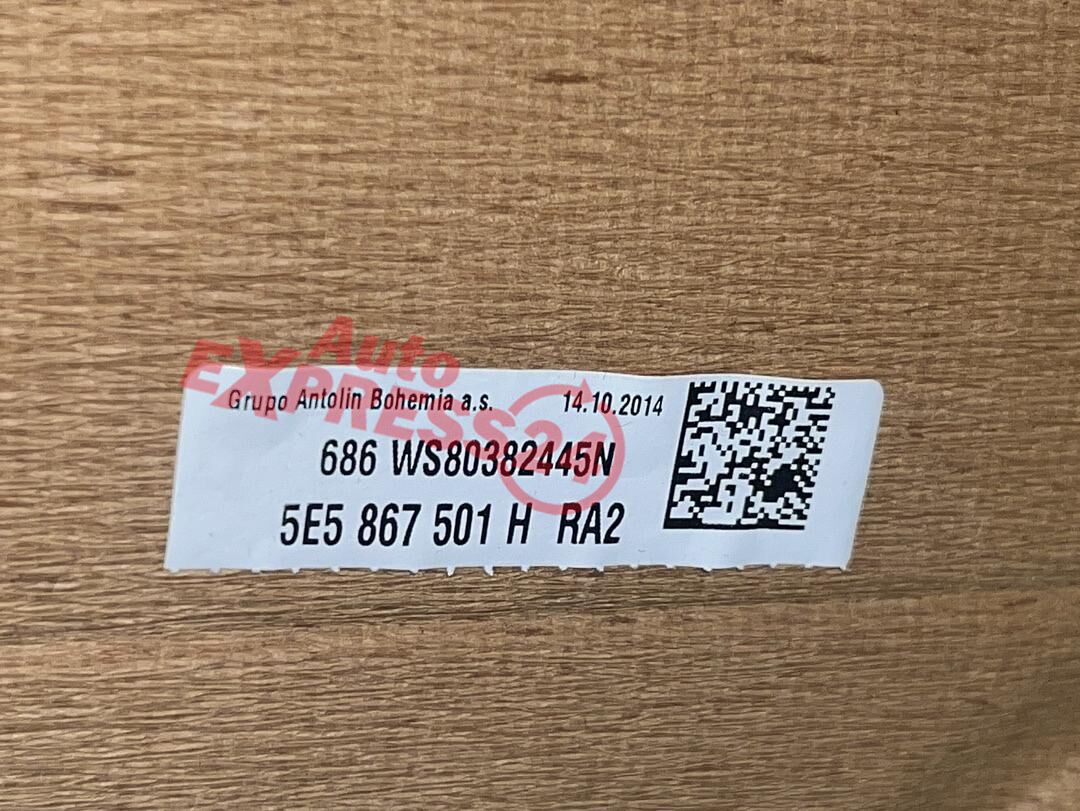 Auto
EXPRESS24
Grupo Antolin Bohemia a.s. 14.10.2014
686 WS80382445N
5E5 867 501 H RA2